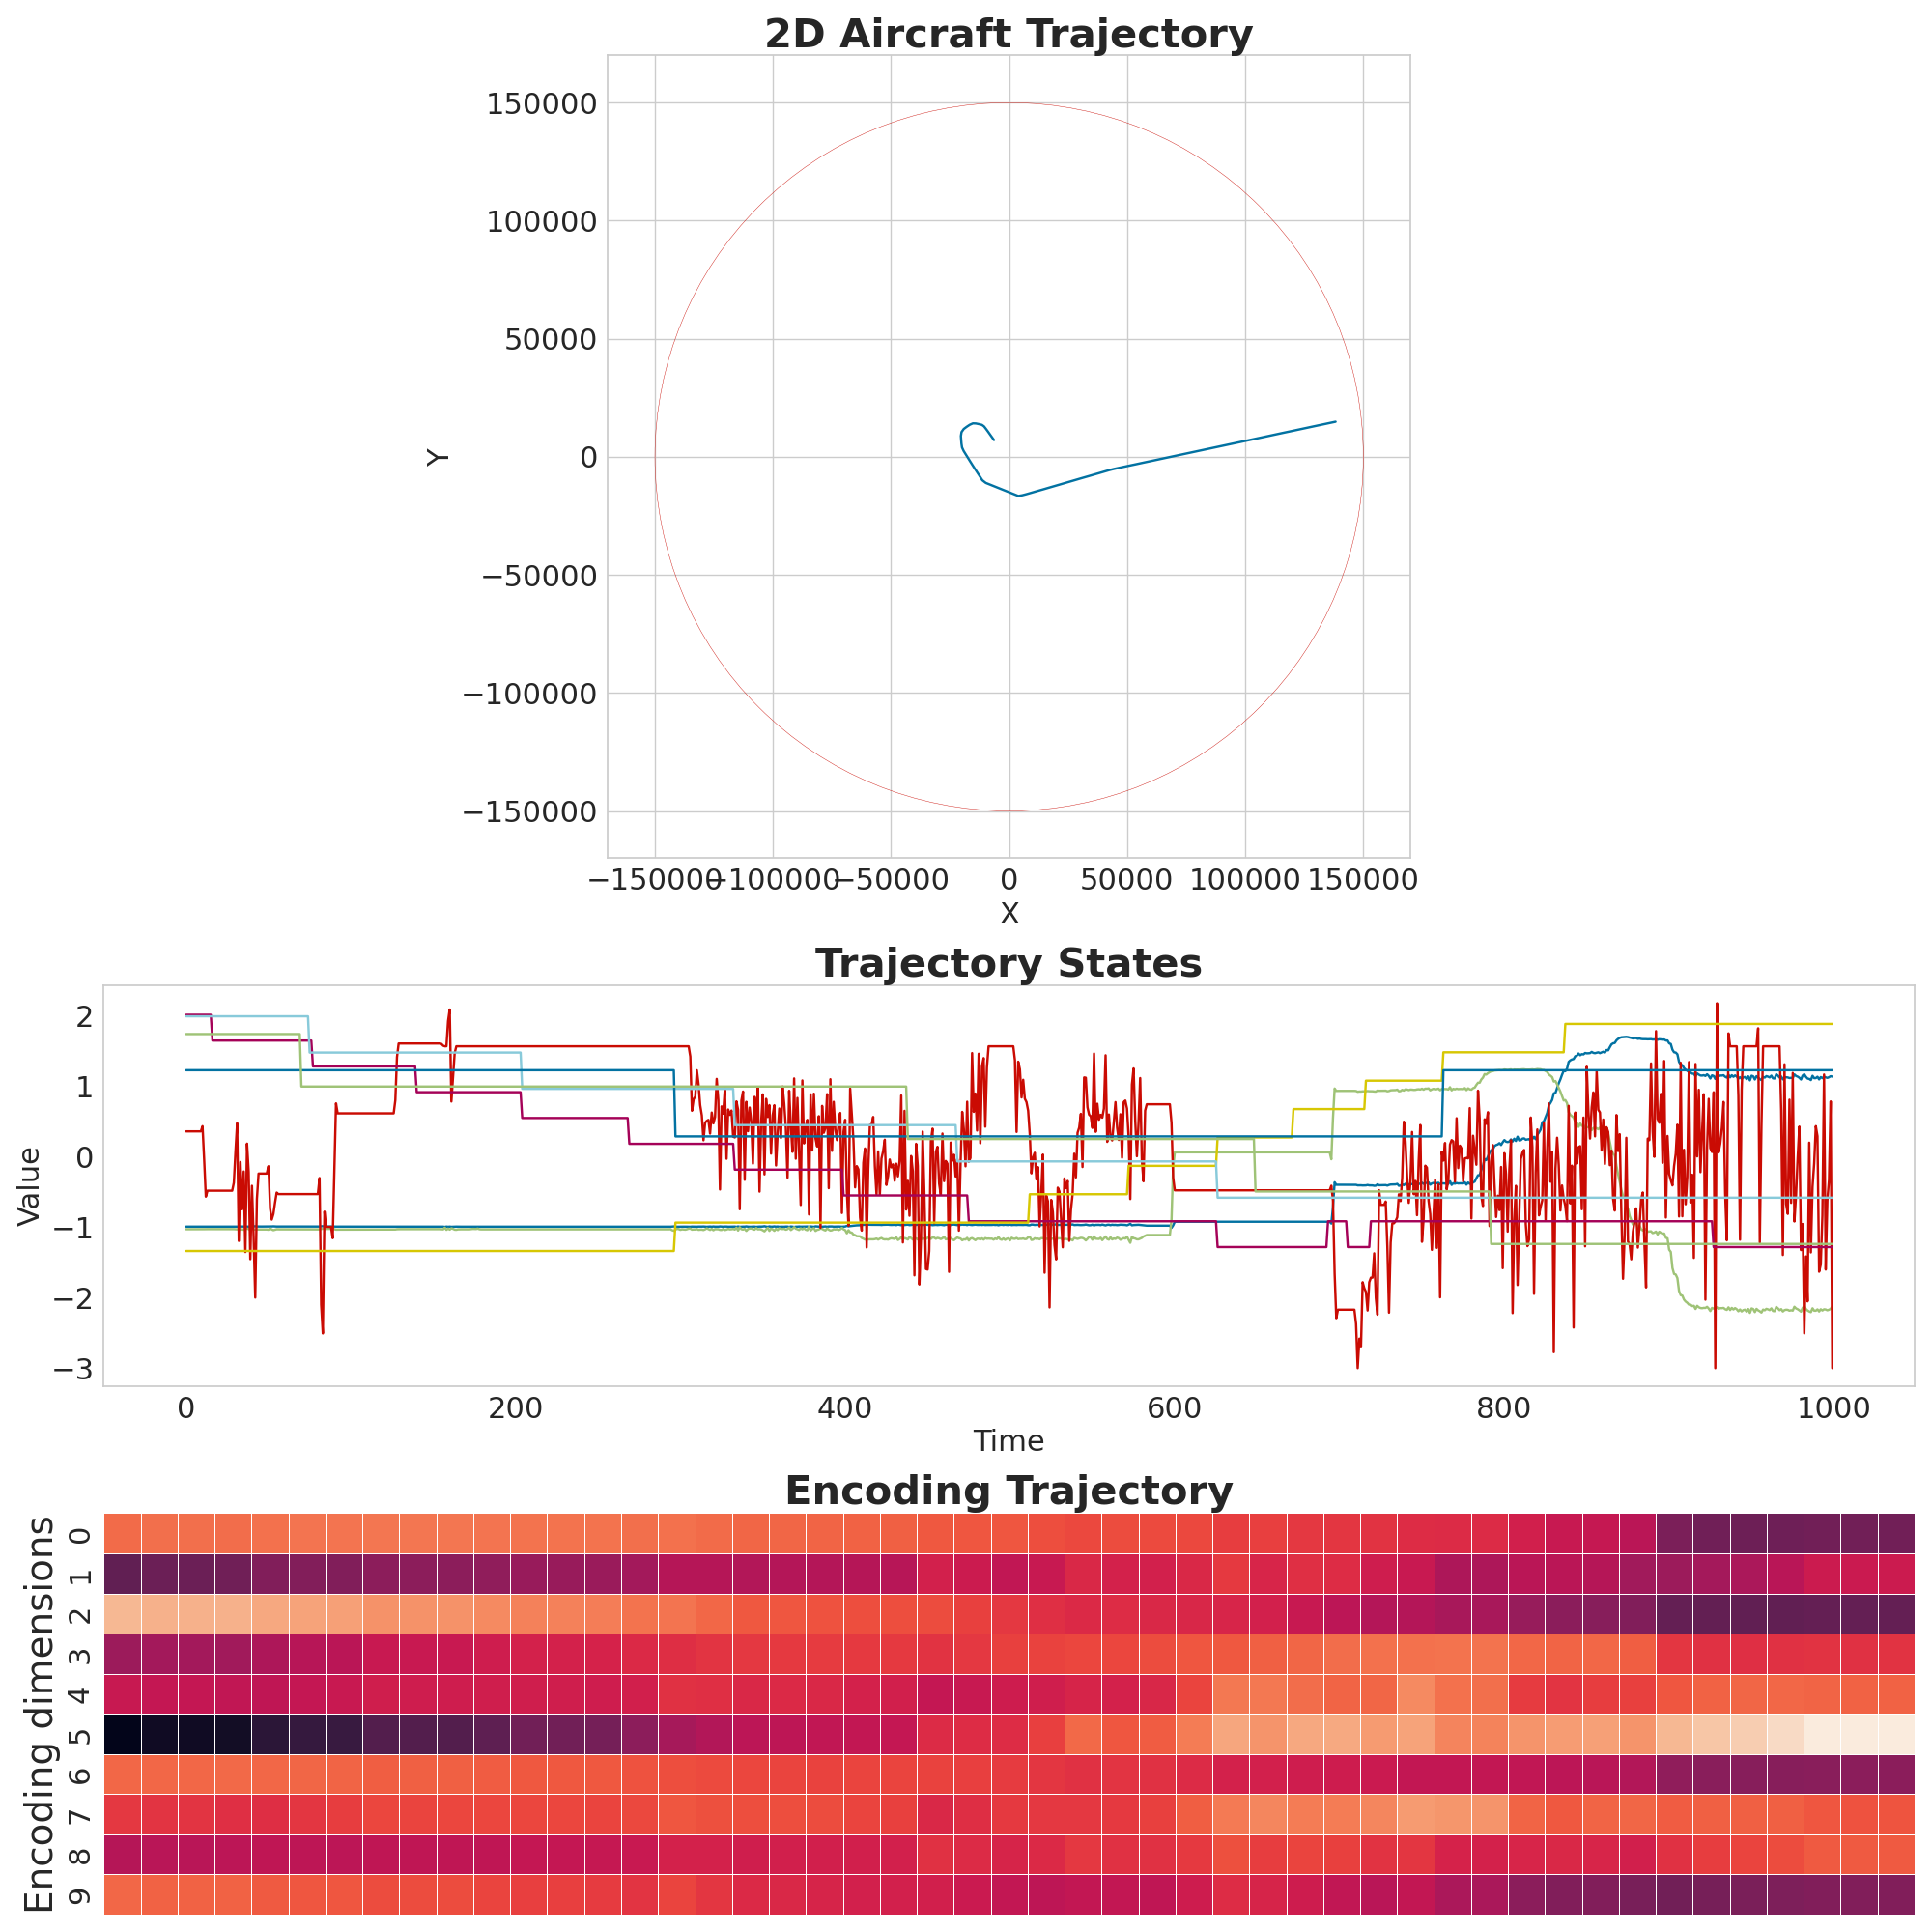 2D Aircraft Trajectory
150000
100000
50000
0
−50000
−100000
−150000
Y
−150000 −100000 −50000 0 50000 100000 150000
X
Trajectory States
2
1
0
−1
−2
−3
Value
0 200 400 600 800 1000
Time
Encoding Trajectory
0
1
2
3
4
5
6
7
8
9
Encoding dimensions